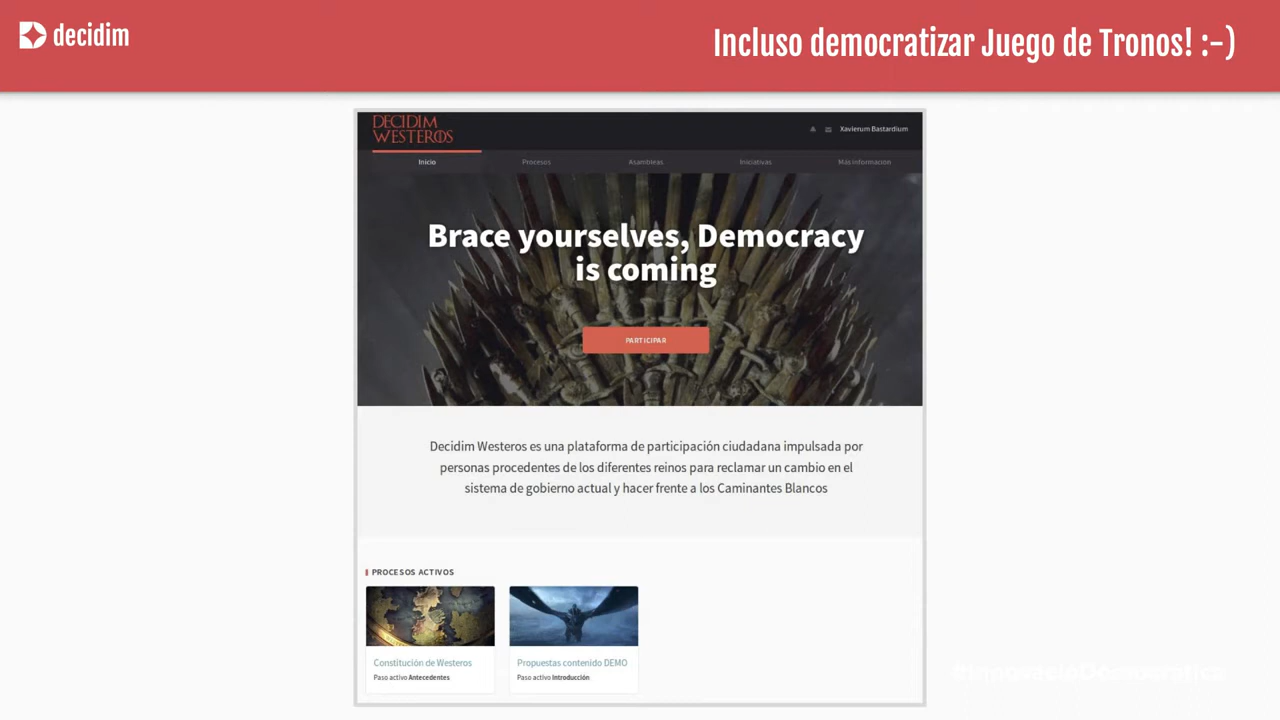 decidim
Incluso democratizar Juego de Tronos! :-)
DECIDIM
WESTEROS
Xavierum Bastardium
Inicio
Procesos
Asambleas
Iniciativas
Más información
Brace yourselves, Democracy
is coming
PARTICIPAR
Decidim Westeros es una plataforma de participación ciudadana impulsada por
personas procedentes de los diferentes reinos para reclamar un cambio en el
sistema de gobierno actual y hacer frente a los Caminantes Blancos
PROCESOS ACTIVOS
Constitución de Westeros
Paso activo Antecedentes
Propuestas contenido DEMO
Paso activo Introducción